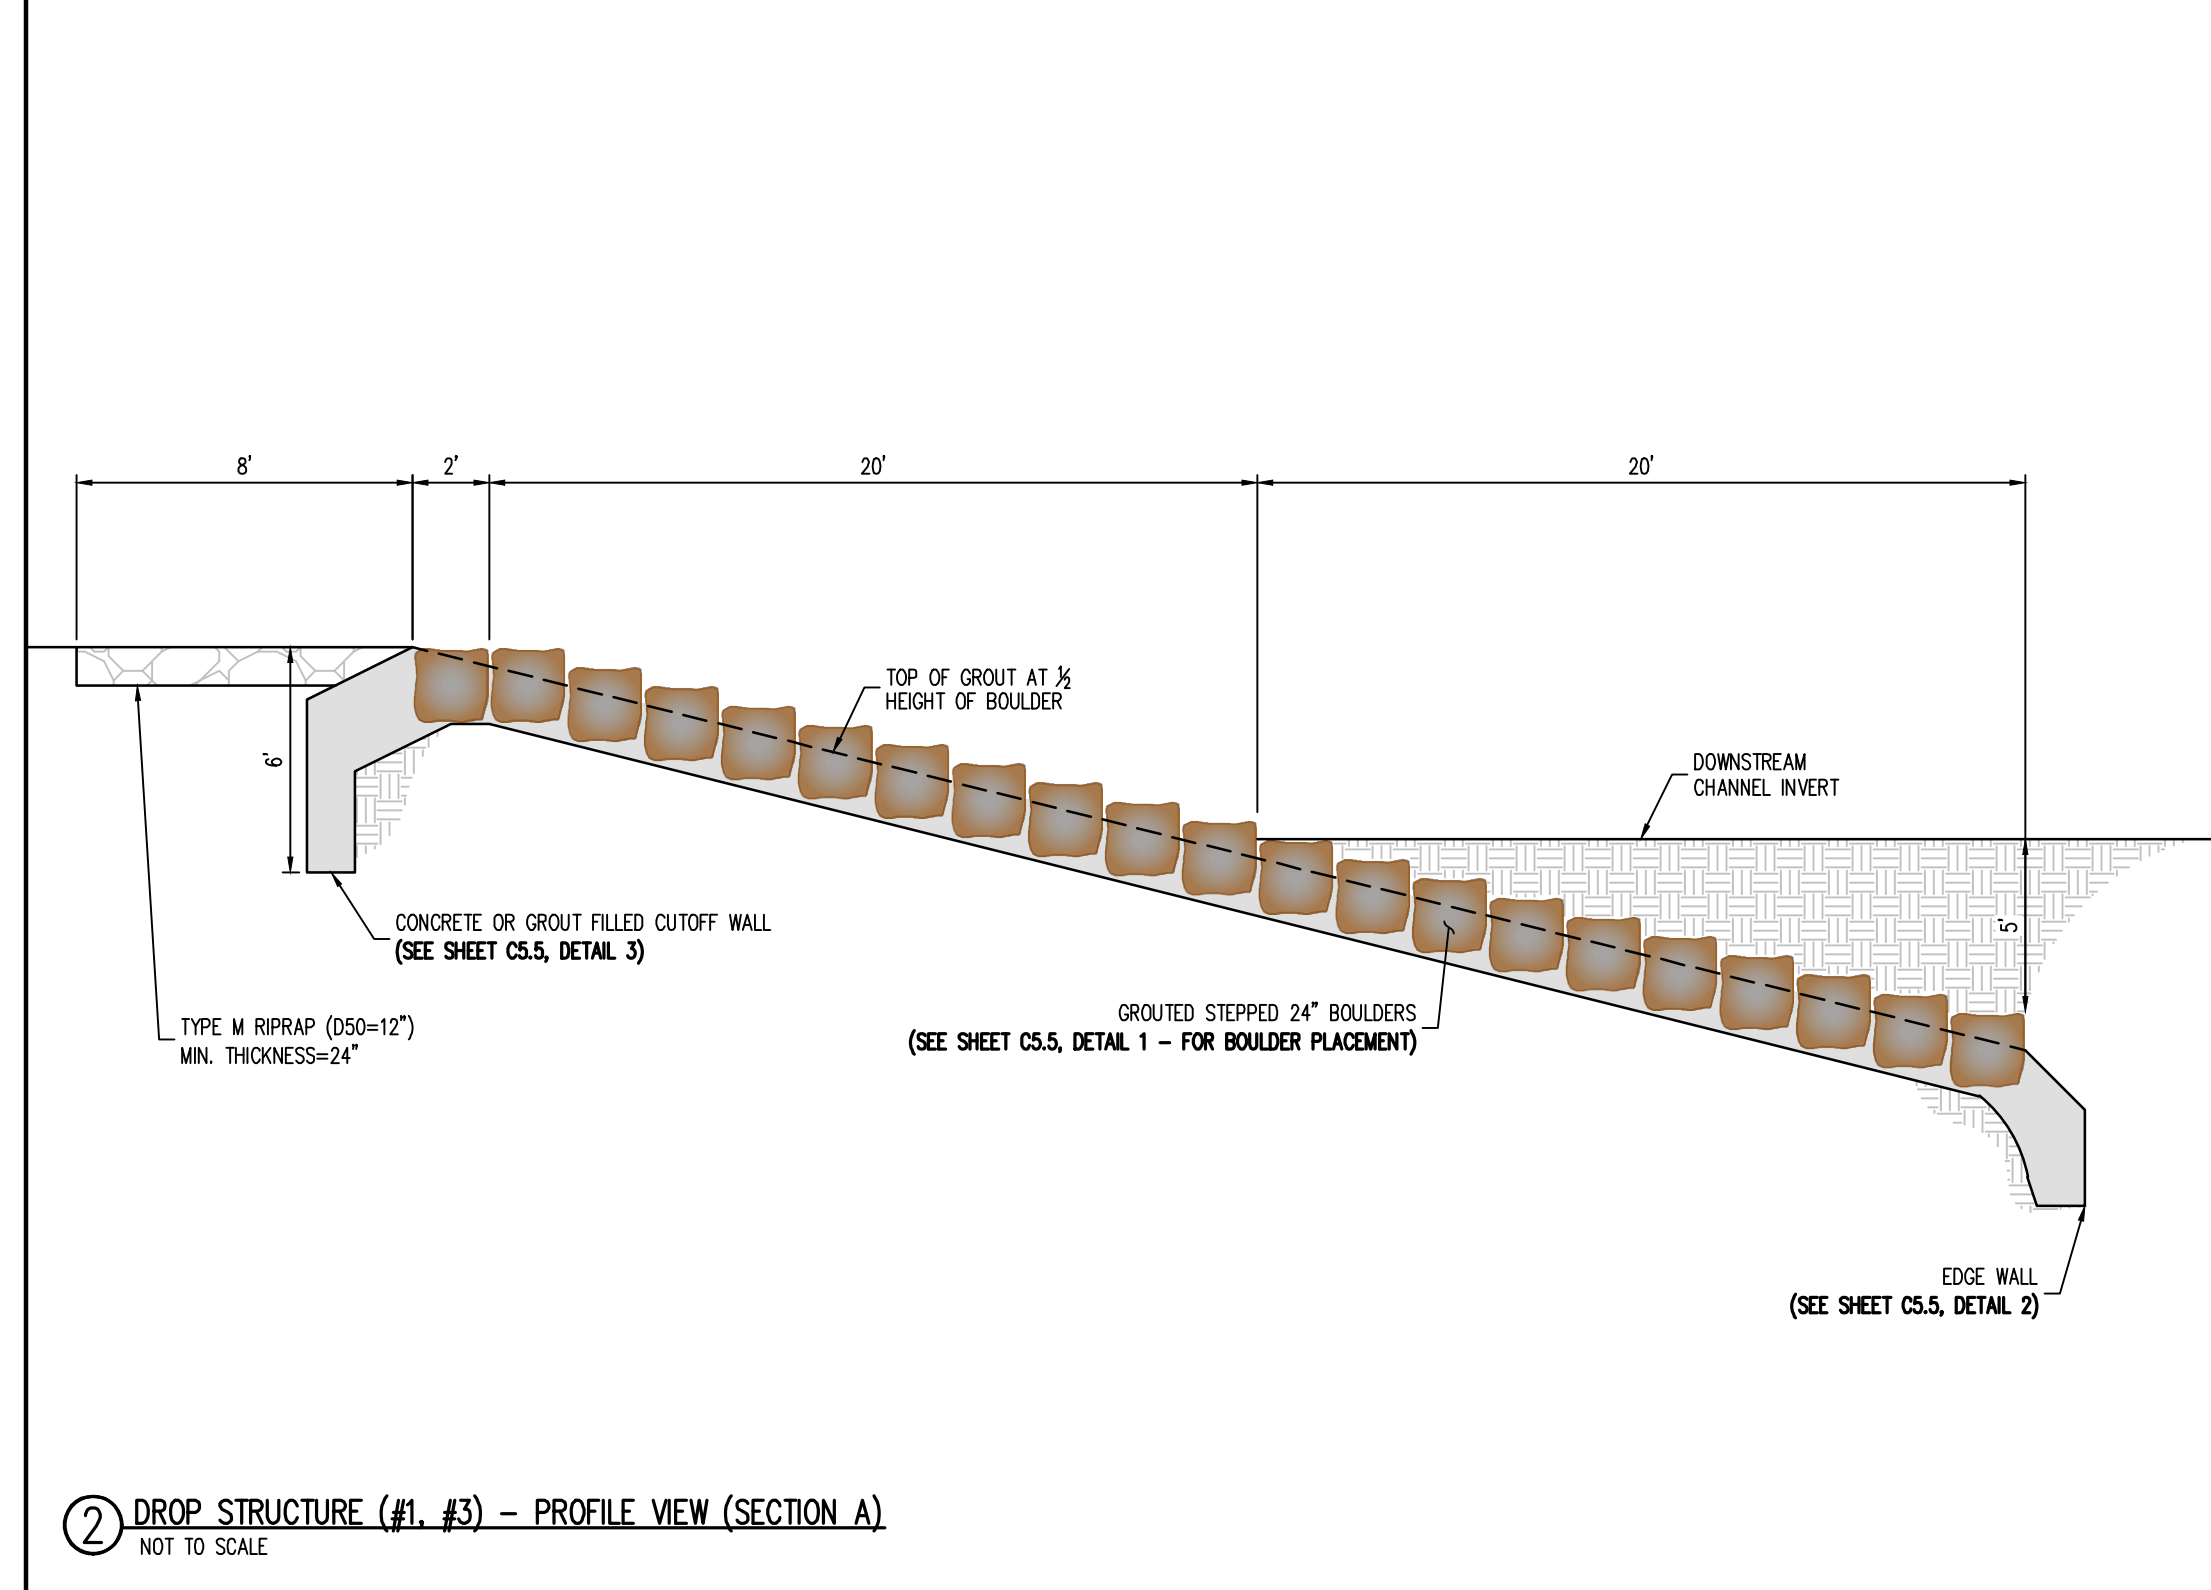 8'
2'
20'
20'
TOP OF GROUT AT ½
HEIGHT OF BOULDER
6'
DOWNSTREAM
CHANNEL INVERT
5'
CONCRETE OR GROUT FILLED CUTOFF WALL
(SEE SHEET C5.5, DETAIL 3)
TYPE M RIPRAP (D50=12")
MIN. THICKNESS=24"
GROUTED STEPPED 24" BOULDERS
(SEE SHEET C5.5, DETAIL 1 - FOR BOULDER PLACEMENT)
EDGE WALL
(SEE SHEET C5.5, DETAIL 2)
2
DROP STRUCTURE (#1, #3) - PROFILE VIEW (SECTION A)
NOT TO SCALE